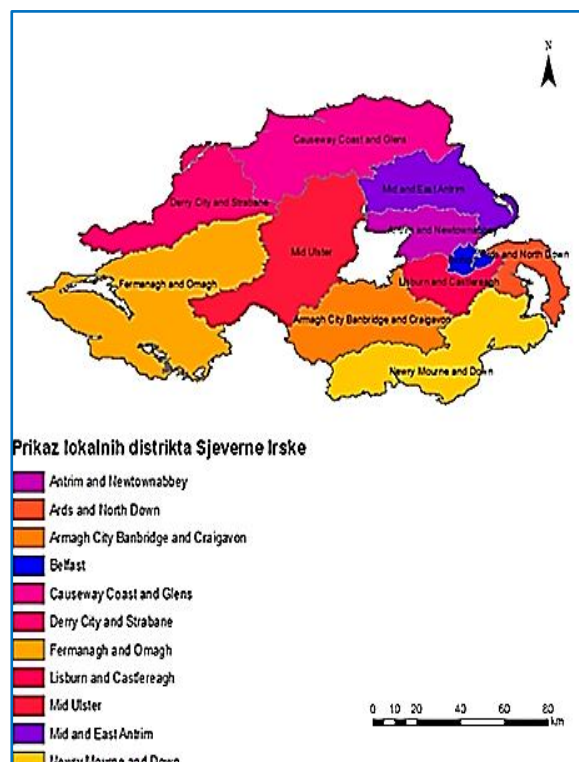 N
Causeway Coast and Glens
Mid and East Antrim
Derry City and Strabane
Antrim and Newtownabbey
Mid Ulster
Ards and North Down
Fermanagh and Omagh
Lisburn and Castlereagh
Armagh City Banbridge and Craigavon
Newry Mourne and Down
Prikaz lokalnih distrikta Sjeverne Irske
Antrim and Newtownabbey
Ards and North Down
Armagh City Banbridge and Craigavon
Belfast
Causeway Coast and Glens
Derry City and Strabane
Fermanagh and Omagh
Lisburn and Castlereagh
Mid Ulster
Mid and East Antrim
Newry Mourne and Down
0 10 20 40 60 80
km